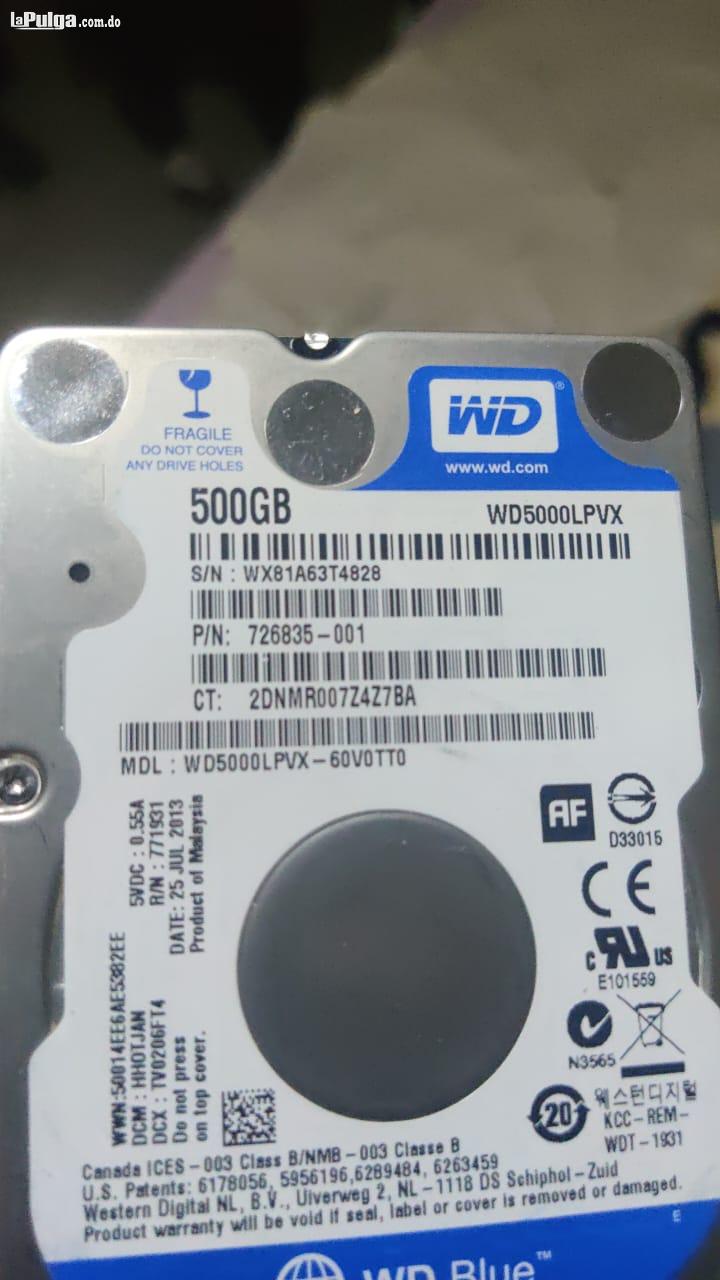 laPulga.com.do
FRAGILE
DO NOT COVER
ANY DRIVE HOLES
WD®
www.wd.com
500GB WD5000LPVX
S/N : WX81A63T4828
P/N: 726835-001
CT: 2DNMR007Z4Z7BA
MDL : WD5000LPVX-60V0TT0
5VDC : 0.55A
R/N : 771931
DATE: 25 JUL 2013
Product of Malaysia
WWN:50014EE6AE5382EE
DCM : HHOTJAN
DCX : TV0206FT4
Do not press
on top cover.
AF
D33015
CE
c RU US
E101559
N3565
20
웨스턴디지털
KCC-REM-
WDT-1931
Canada ICES-003 Class B/NMB-003 Classe B
U.S. Patents: 6178056, 5956196,6289484, 6263459
Western Digital NL, B.V., Ulverweg 2, NL-1118 DS Schiphol-Zuid
Product warranty will be void if seal, label or cover is removed or damaged.
E
WD Blue™